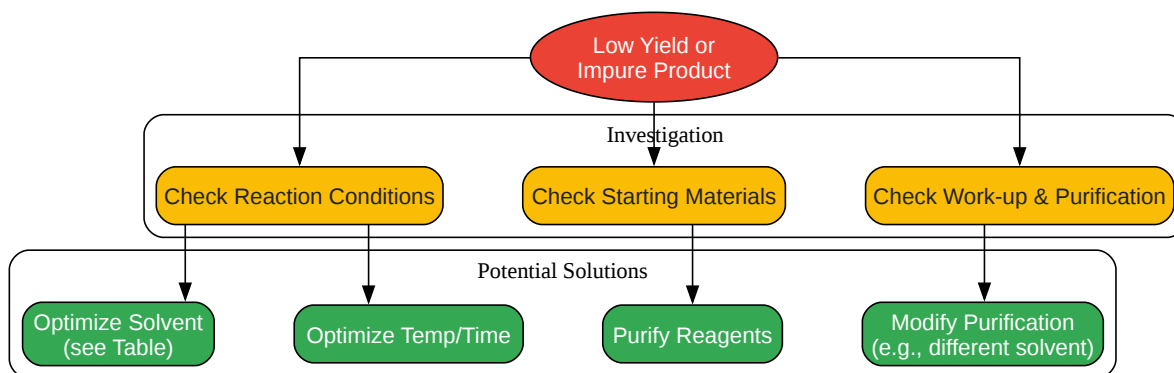 Low Yield or
Impure Product
Investigation
Check Reaction Conditions
Check Starting Materials
Check Work-up & Purification
Potential Solutions
Optimize Solvent
(see Table)
Optimize Temp/Time
Purify Reagents
Modify Purification
(e.g., different solvent)